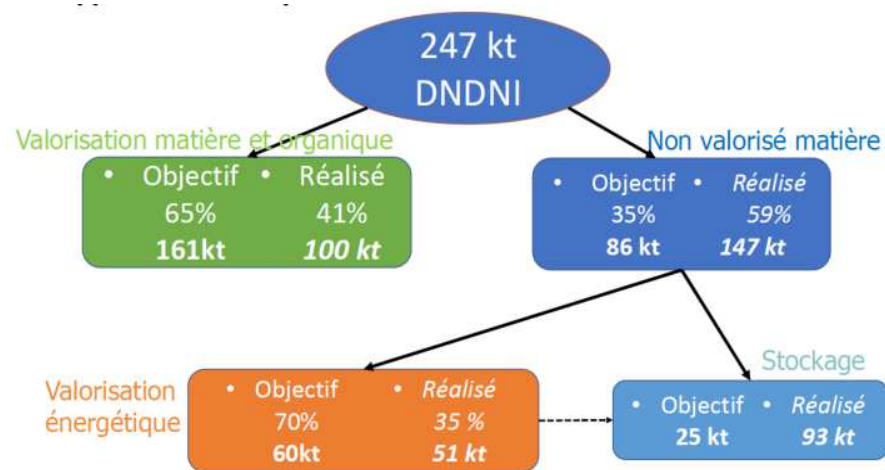 247 kt
DNDNI
Valorisation matière et organique
• Objectif • Réalisé
65% 41%
161kt 100 kt
Non valorisé matière
• Objectif • Réalisé
35% 59%
86 kt 147 kt
Valorisation
énergétique
• Objectif • Réalisé
70% 35 %
60kt 51 kt
Stockage
• Objectif • Réalisé
25 kt 93 kt